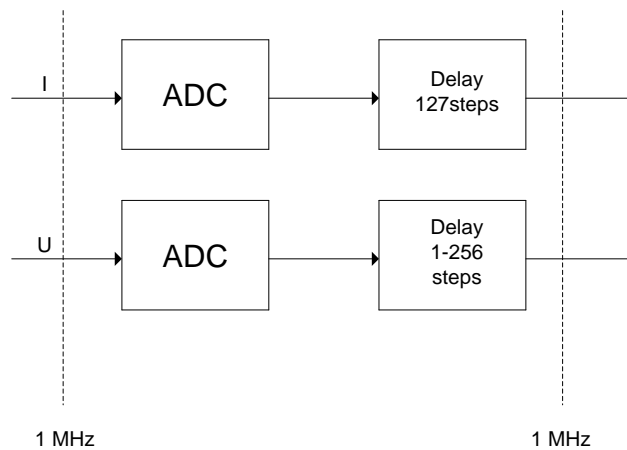 I
ADC
Delay
127steps
U
ADC
Delay
1-256
steps
1 MHz
1 MHz